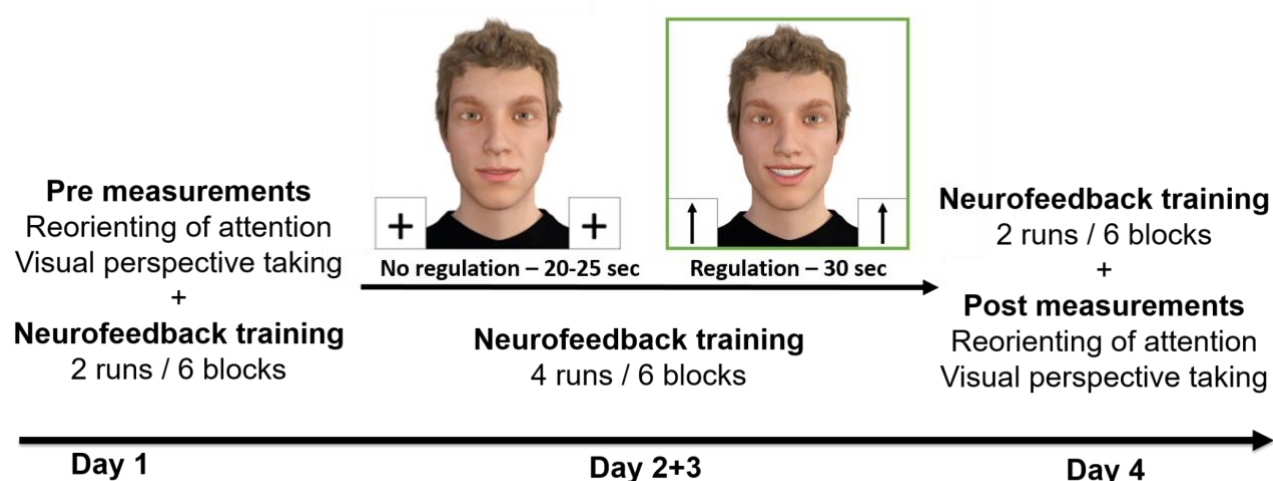 Pre measurements
Reorienting of attention
Visual perspective taking
+
Neurofeedback training
2 runs / 6 blocks
+ +
No regulation – 20-25 sec
Regulation – 30 sec
Neurofeedback training
4 runs / 6 blocks
Neurofeedback training
2 runs / 6 blocks
+
Post measurements
Reorienting of attention
Visual perspective taking
Day 1
Day 2+3
Day 4